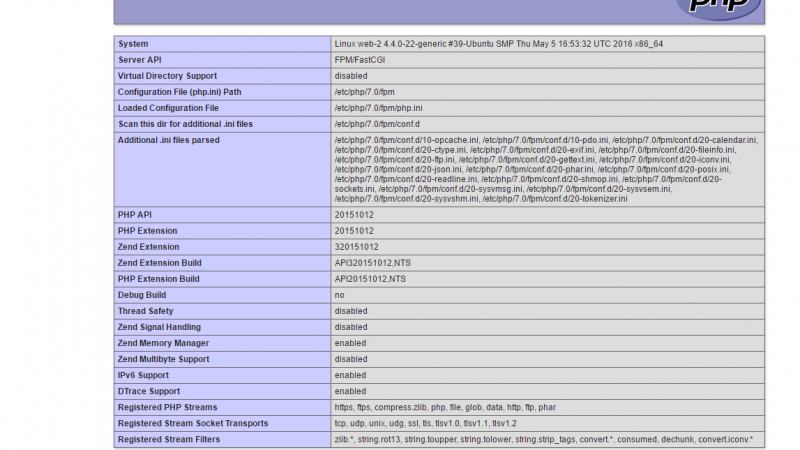 php
System Linux web-2 4.4.0-22-generic #39-Ubuntu SMP Thu May 5 16:53:32 UTC 2016 x86_64
Server API FPM/FastCGI
Virtual Directory Support disabled
Configuration File (php.ini) Path /etc/php/7.0/fpm
Loaded Configuration File /etc/php/7.0/fpm/php.ini
Scan this dir for additional .ini files /etc/php/7.0/fpm/conf.d
Additional .ini files parsed /etc/php/7.0/fpm/conf.d/10-opcache.ini, /etc/php/7.0/fpm/conf.d/10-pdo.ini, /etc/php/7.0/fpm/conf.d/20-calendar.ini,
/etc/php/7.0/fpm/conf.d/20-ctype.ini, /etc/php/7.0/fpm/conf.d/20-exif.ini, /etc/php/7.0/fpm/conf.d/20-fileinfo.ini,
/etc/php/7.0/fpm/conf.d/20-ftp.ini, /etc/php/7.0/fpm/conf.d/20-gettext.ini, /etc/php/7.0/fpm/conf.d/20-iconv.ini,
/etc/php/7.0/fpm/conf.d/20-json.ini, /etc/php/7.0/fpm/conf.d/20-phar.ini, /etc/php/7.0/fpm/conf.d/20-posix.ini,
/etc/php/7.0/fpm/conf.d/20-readline.ini, /etc/php/7.0/fpm/conf.d/20-shmop.ini, /etc/php/7.0/fpm/conf.d/20-
sockets.ini, /etc/php/7.0/fpm/conf.d/20-sysvmsg.ini, /etc/php/7.0/fpm/conf.d/20-sysvsem.ini,
/etc/php/7.0/fpm/conf.d/20-sysvshm.ini, /etc/php/7.0/fpm/conf.d/20-tokenizer.ini
PHP API 20151012
PHP Extension 20151012
Zend Extension 320151012
Zend Extension Build API320151012,NTS
PHP Extension Build API20151012,NTS
Debug Build no
Thread Safety disabled
Zend Signal Handling disabled
Zend Memory Manager enabled
Zend Multibyte Support disabled
IPv6 Support enabled
DTrace Support enabled
Registered PHP Streams https, ftps, compress.zlib, php, file, glob, data, http, ftp, phar
Registered Stream Socket Transports tcp, udp, unix, udg, ssl, tls, tlsv1.0, tlsv1.1, tlsv1.2
Registered Stream Filters zlib.*, string.rot13, string.toupper, string.tolower, string.strip_tags, convert.*, consumed, dechunk, convert.iconv.*